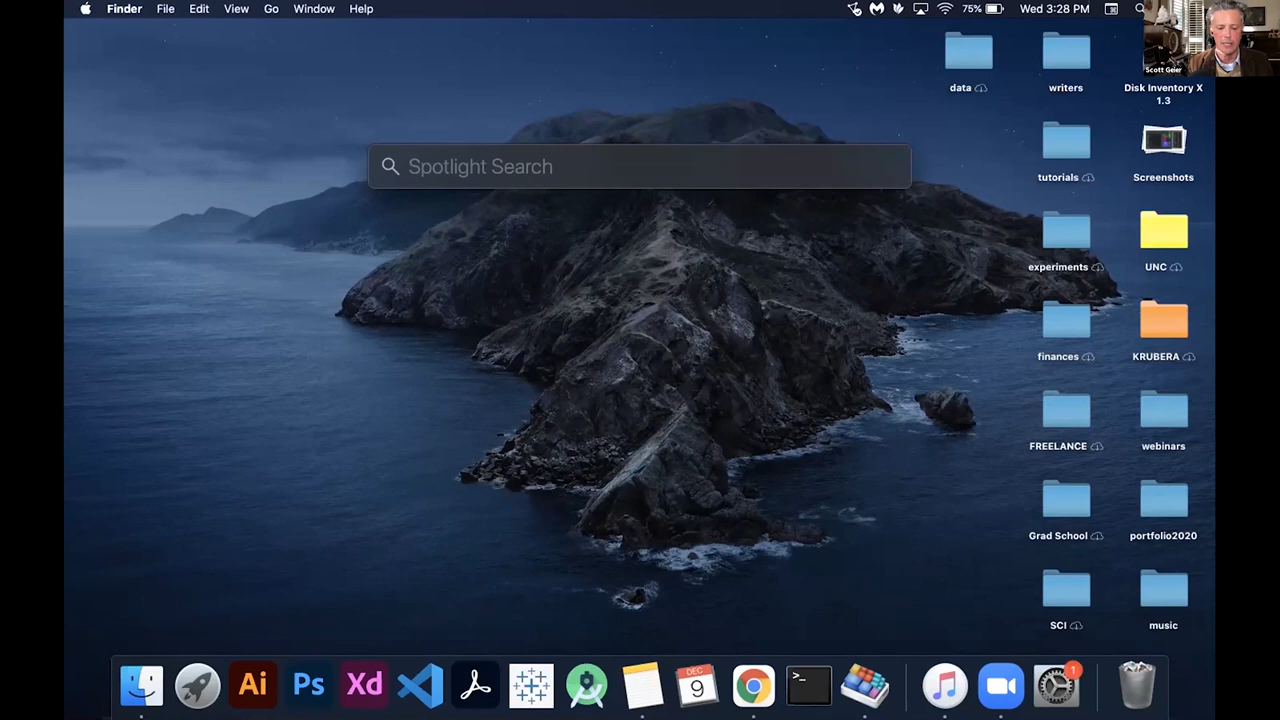 Finder File Edit View Go Window Help
75% Wed 3:28 PM
Scott Geier
data writers Disk Inventory X
1.3
Spotlight Search
tutorials Screenshots
experiments UNC
finances KRUBERA
FREELANCE webinars
Grad School portfolio2020
SCI music
Ai Ps Xd DEC 9 >_ 1